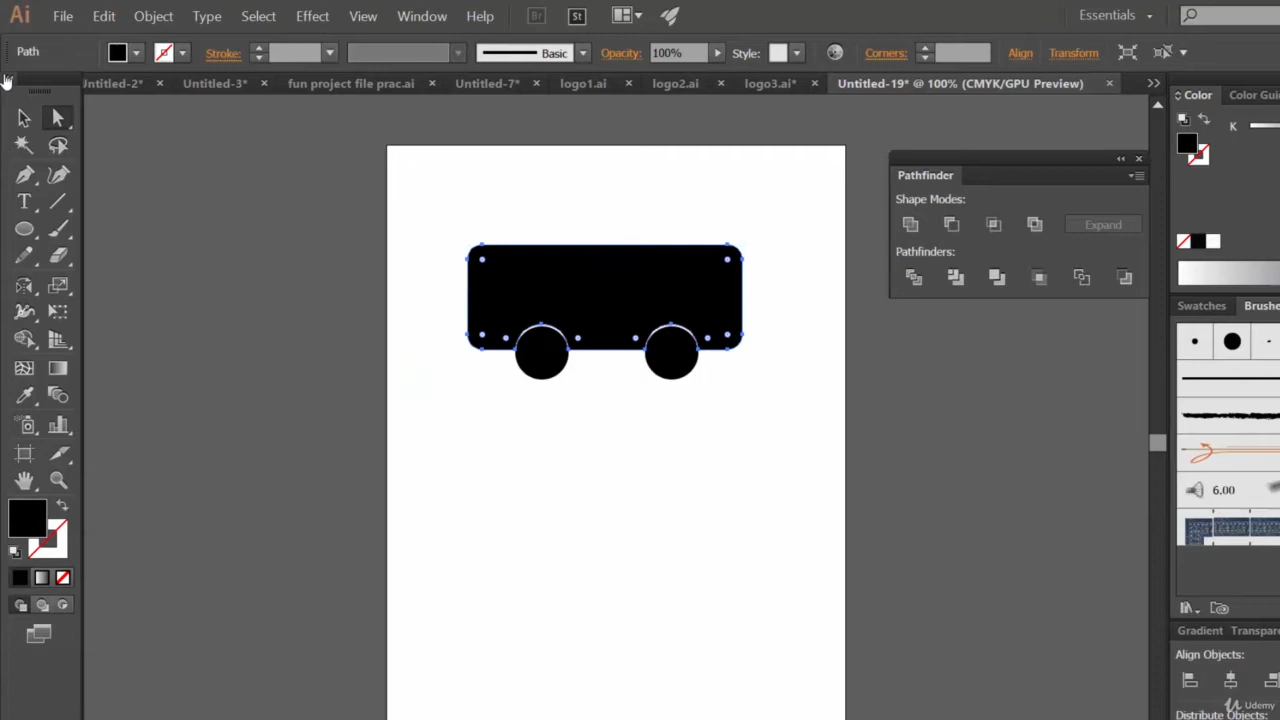 Ai File Edit Object Type Select Effect View Window Help Br St Essentials
Path Stroke: Basic Opacity: 100% Style: Corners: Align Transform
Untitled-2* × Untitled-3* × fun project file prac.ai × Untitled-7* × logo1.ai × logo2.ai × logo3.ai* × Untitled-19* @ 100% (CMYK/GPU Preview) ×
Color Color Guid
K
Pathfinder
Shape Modes:
Expand
Pathfinders:
T
Swatches Brushe
6.00
Gradient Transpar
Align Objects:
Distribute Objects:
Udemy